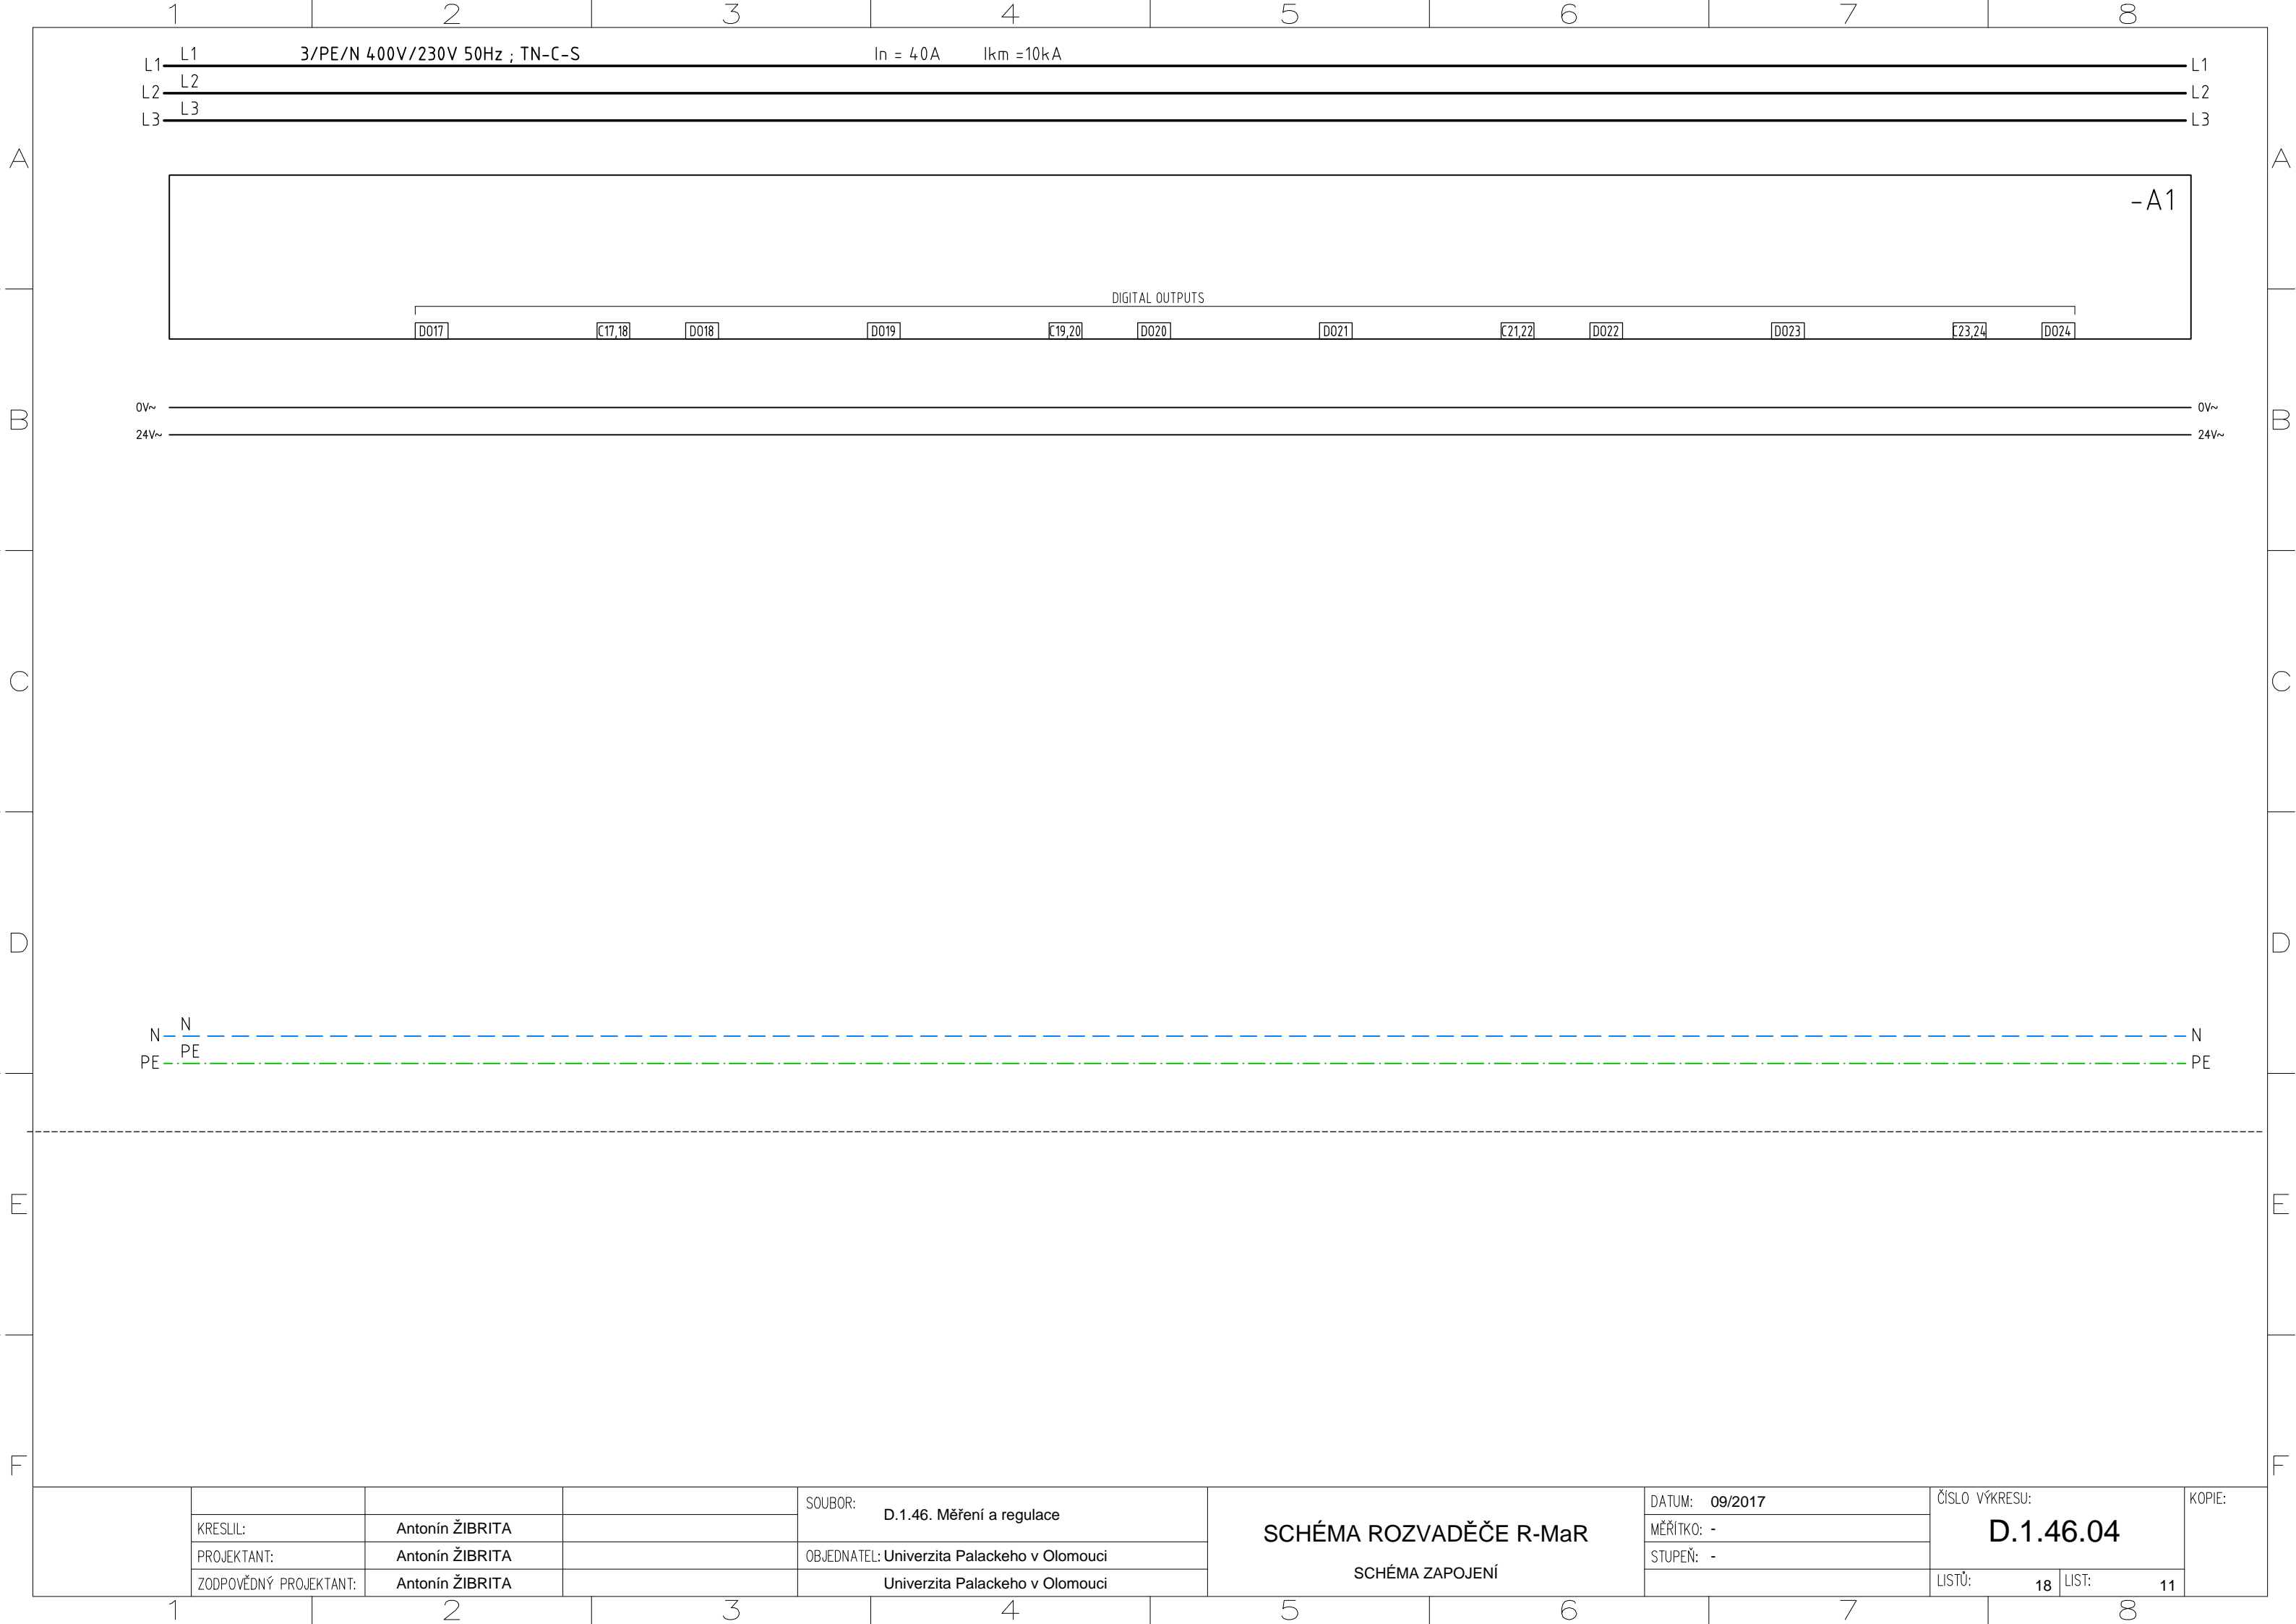 1 2 3 4 5 6 7 8
L1 3/PE/N 400V/230V 50Hz ; TN-C-S In = 40A Ikm =10kA
L1 L1
L2
L2 L2
L3
L3 L3
A A
-A1
DIGITAL OUTPUTS
DO17 C17,18 DO18 DO19 C19,20 DO20 DO21 C21,22 DO22 DO23 C23,24 DO24
0V~ 0V~
B B
24V~ 24V~
C C
D D
N
N N
PE
PE PE
E E
F F
SOUBOR: D.1.46. Měření a regulace
KRESLIL: Antonín ŽIBRITA
PROJEKTANT: Antonín ŽIBRITA
OBJEDNATEL: Univerzita Palackeho v Olomouci
ZODPOVĚDNÝ PROJEKTANT: Antonín ŽIBRITA
Univerzita Palackeho v Olomouci
SCHÉMA ROZVADĚČE R-MaR
SCHÉMA ZAPOJENÍ
DATUM: 09/2017
MĚŘÍTKO: -
STUPEŇ: -
ČÍSLO VÝKRESU:
D.1.46.04
LISTŮ: 18 LIST: 11
KOPIE:
1 2 3 4 5 6 7 8